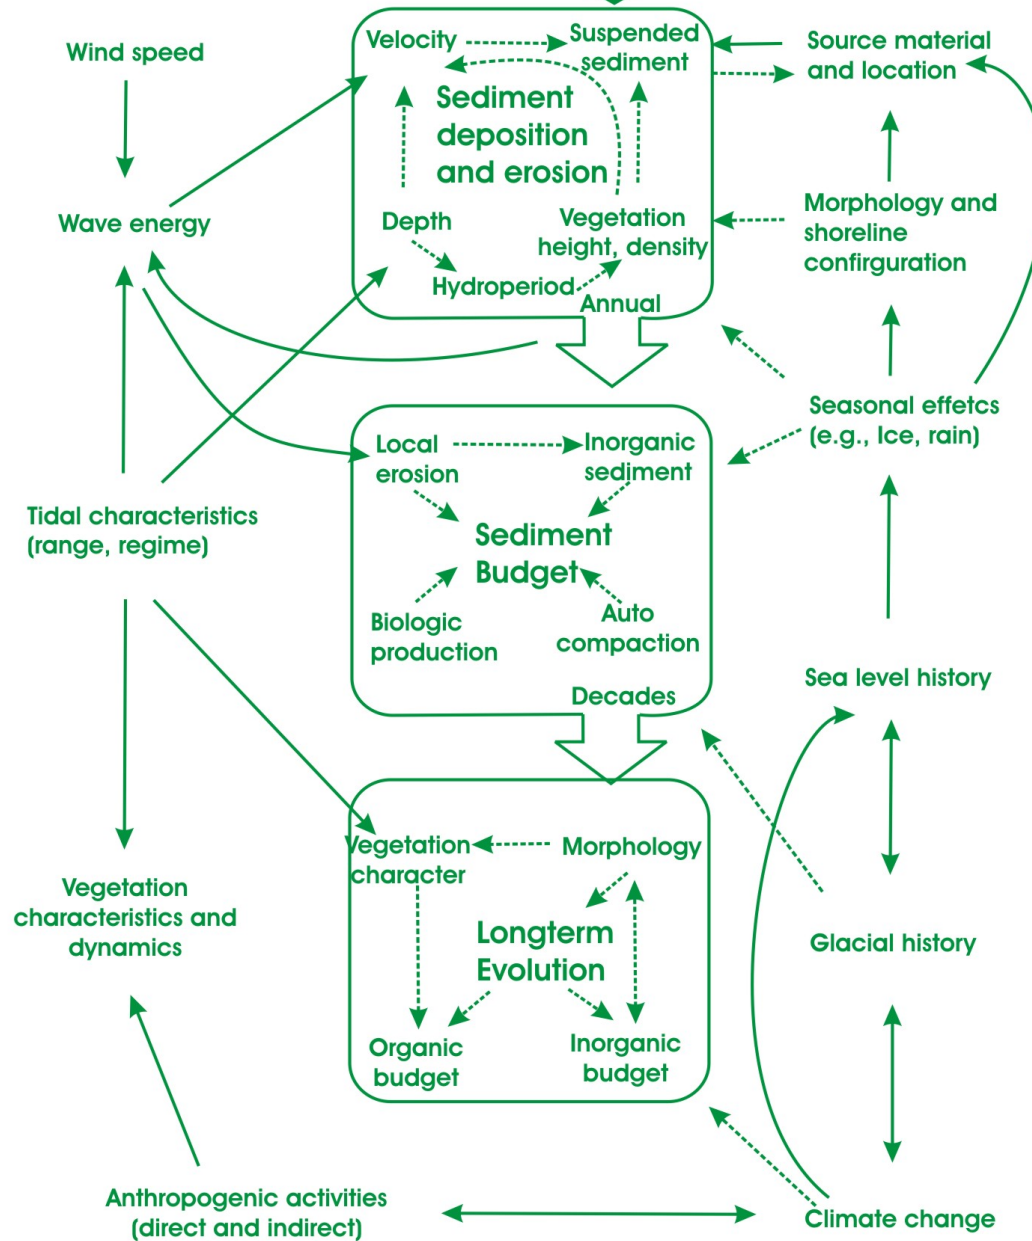 Wind speed
Wave energy
Tidal characteristics
(range, regime)
Vegetation
characteristics and
dynamics
Anthropogenic activities
(direct and indirect)
Velocity
Suspended
sediment
Sediment
deposition
and erosion
Depth
Vegetation
height, density
Hydroperiod
Annual
Local
erosion
Inorganic
sediment
Sediment
Budget
Biologic
production
Auto
compaction
Decades
Vegetation
character
Morphology
Longterm
Evolution
Organic
budget
Inorganic
budget
Source material
and location
Morphology and
shoreline
confirguration
Seasonal effetcs
(e.g., Ice, rain)
Sea level history
Glacial history
Climate change